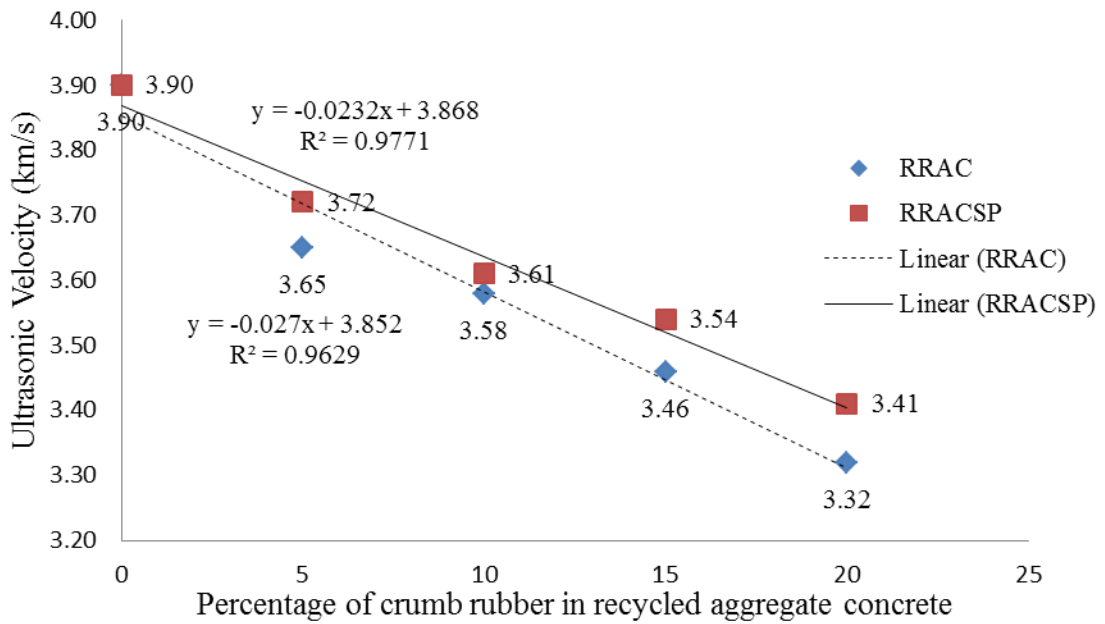 Ultrasonic Velocity (km/s)
4.00
3.90
3.80
3.70
3.60
3.50
3.40
3.30
3.20
3.90
3.90
y = -0.0232x + 3.868
R² = 0.9771
3.72
3.65
y = -0.027x + 3.852
R² = 0.9629
3.61
3.58
3.54
3.46
3.41
3.32
RRAC
RRACSP
Linear (RRAC)
Linear (RRACSP)
0 5 10 15 20 25
Percentage of crumb rubber in recycled aggregate concrete